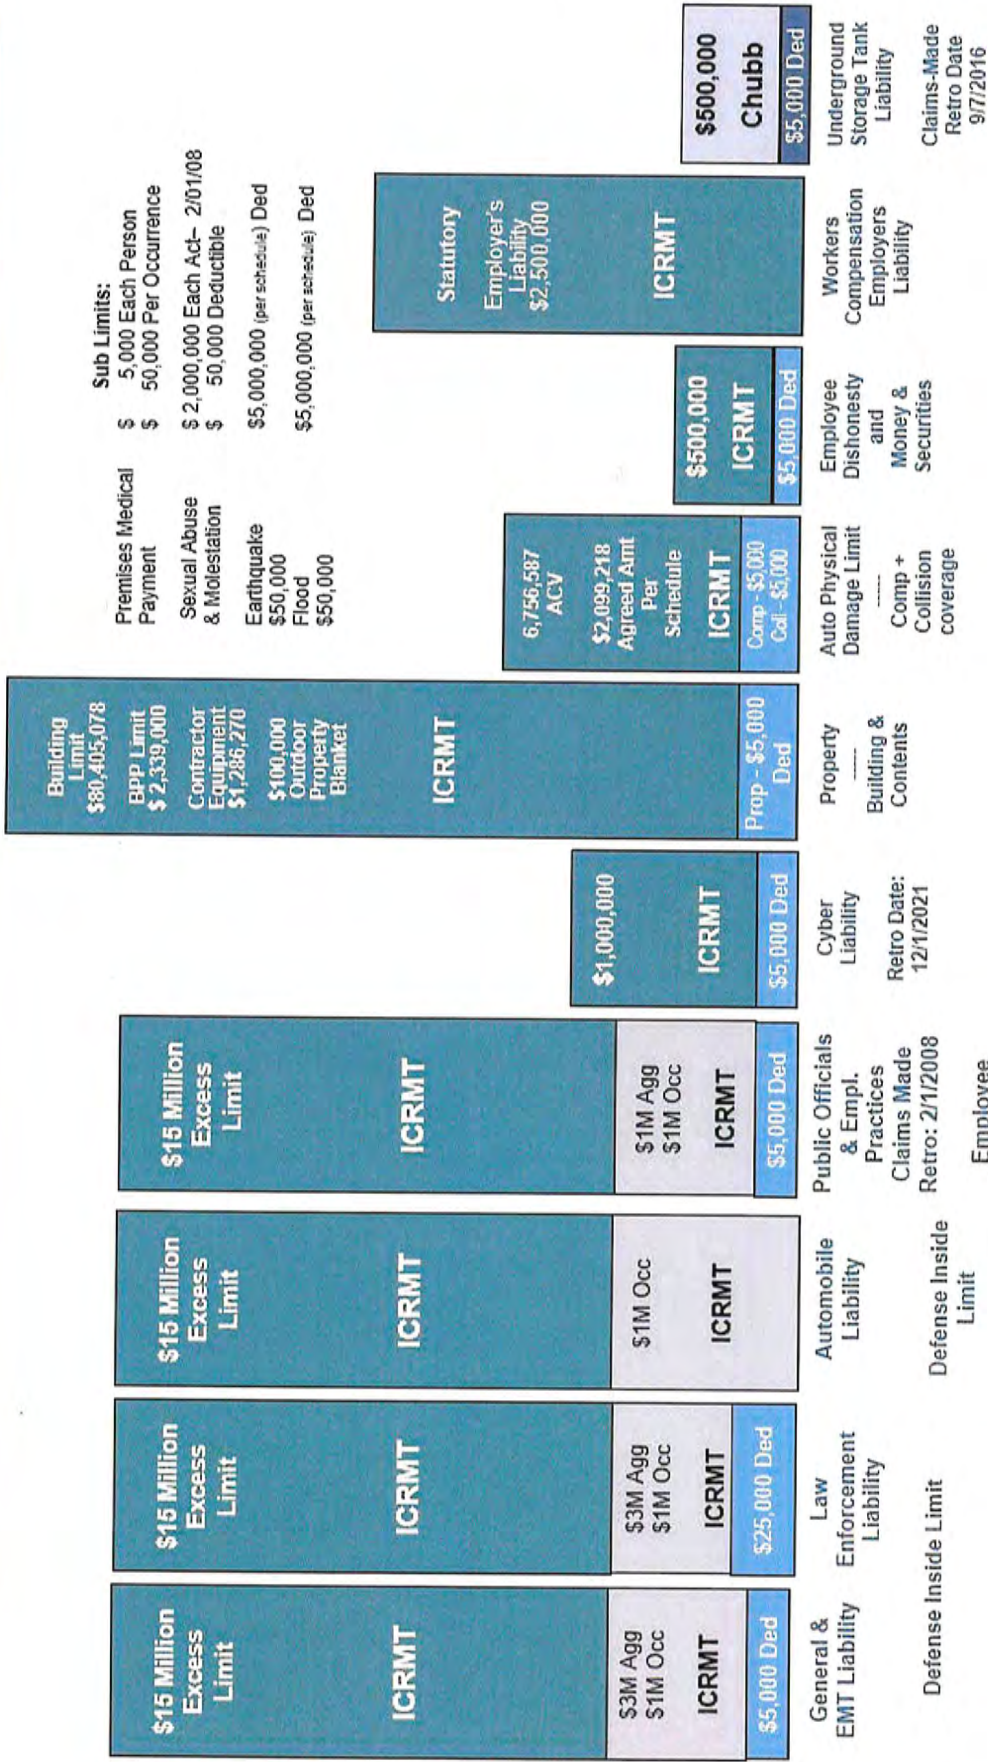 $15 Million
Excess
Limit
ICRMT
$3M Agg
$1M Occ
ICRMT
$5,000 Ded
General &
EMT Liability
$15 Million
Excess
Limit
ICRMT
$3M Agg
$1M Occ
ICRMT
$25,000 Ded
Law
Enforcement
Liability
Defense Inside Limit
$15 Million
Excess
Limit
ICRMT
$1M Occ
ICRMT
Automobile
Liability
Defense Inside
Limit
$15 Million
Excess
Limit
ICRMT
$1M Agg
$1M Occ
ICRMT
$5,000 Ded
Public Officials
& Empl.
Practices
Claims Made
Retro: 2/1/2008
Employee
$1,000,000
ICRMT
$5,000 Ded
Cyber
Liability
Retro Date:
12/1/2021
Building
Limit
$80,405,078
BPP Limit
$ 2,339,000
Contractor
Equipment
$1,286,270
$100,000
Outdoor
Property
Blanket
ICRMT
Prop - $5,000
Ded
Property
-----
Building &
Contents
Sub Limits:
Premises Medical $ 5,000 Each Person
Payment $ 50,000 Per Occurrence
Sexual Abuse $ 2,000,000 Each Act– 2/01/08
& Molestation $ 50,000 Deductible
Earthquake $5,000,000 (per schedule) Ded
$50,000
Flood $5,000,000 (per schedule) Ded
$50,000
6,756,587
ACV
$2,099,218
Agreed Amt
Per
Schedule
ICRMT
Comp - $5,000
Coll - $5,000
Auto Physical
Damage Limit
-----
Comp +
Collision
coverage
$500,000
ICRMT
$5,000 Ded
Employee
Dishonesty
and
Money &
Securities
Statutory
Employer's
Liability
$2,500,000
ICRMT
Workers
Compensation
Employers
Liability
$500,000
Chubb
$5,000 Ded
Underground
Storage Tank
Liability
Claims-Made
Retro Date
9/7/2016